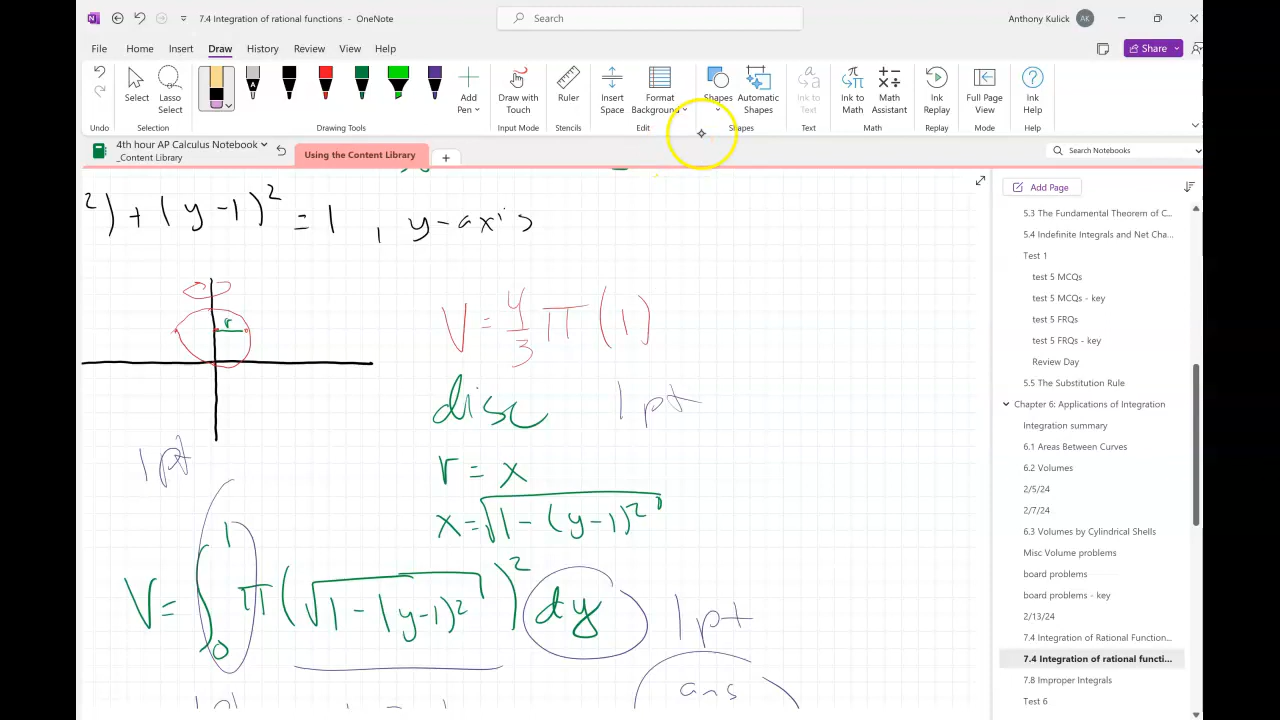 7.4 Integration of rational functions - OneNote
Search
Anthony Kulick
AK
File Home Insert Draw History Review View Help
Share
Select
Lasso Select
Add Pen
Draw with Touch
Ruler
Insert Space
Format Background
Shapes
Automatic Shapes
Ink to Text
Ink to Math
Math Assistant
Ink Replay
Full Page View
Ink Help
Undo Selection Drawing Tools Input Mode Stencils Edit Shapes Text Math Replay Mode Help
4th hour AP Calculus Notebook
_Content Library
Using the Content Library
+
Search Notebooks
Add Page
5.3 The Fundamental Theorem of C...
5.4 Indefinite Integrals and Net Cha...
Test 1
test 5 MCQs
test 5 MCQs - key
test 5 FRQs
test 5 FRQs - key
Review Day
5.5 The Substitution Rule
Chapter 6: Applications of Integration
Integration summary
6.1 Areas Between Curves
6.2 Volumes
2/5/24
2/7/24
6.3 Volumes by Cylindrical Shells
Misc Volume problems
board problems
board problems - key
2/13/24
7.4 Integration of Rational Function...
7.4 Integration of rational functi...
7.8 Improper Integrals
Test 6
²) + (y-1)² = 1 , y-axis
r
V = 4/3 π (1)
disc 1 pt
1 pt
r = x
x = √1-(y-1)²
V = ∫₀¹ π(√1-(y-1)²)² dy
1 pt
ans